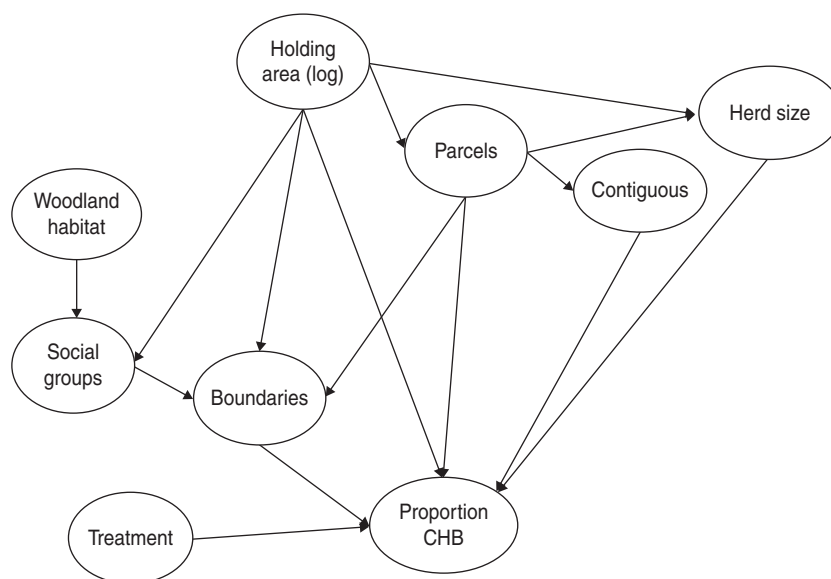 Holding
area (log)
Herd size
Parcels
Contiguous
Woodland
habitat
Social
groups
Boundaries
Proportion
CHB
Treatment